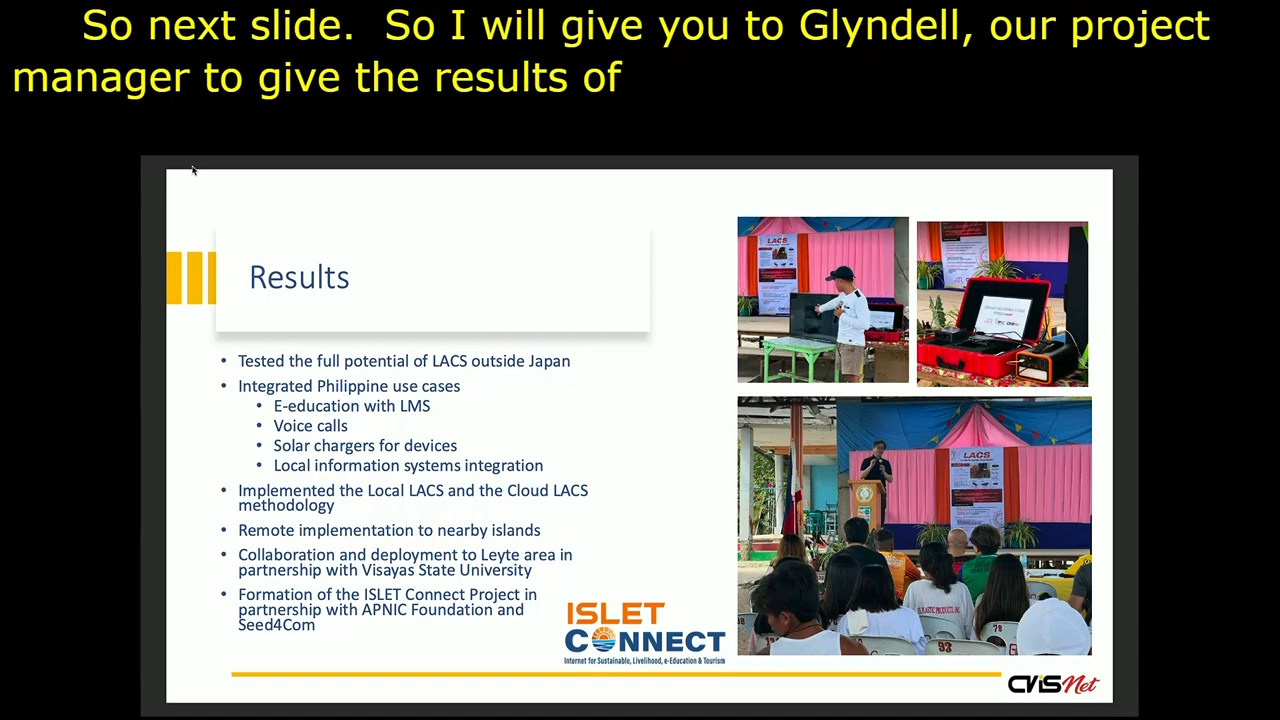 So next slide.  So I will give you to Glyndell, our project
manager to give the results of
Results
• Tested the full potential of LACS outside Japan
• Integrated Philippine use cases
• E-education with LMS
• Voice calls
• Solar chargers for devices
• Local information systems integration
• Implemented the Local LACS and the Cloud LACS
methodology
• Remote implementation to nearby islands
• Collaboration and deployment to Leyte area in
partnership with Visayas State University
• Formation of the ISLET Connect Project in
partnership with APNIC Foundation and
Seed4Com
ISLET
CONNECT
Internet for Sustainable, Livelihood, e-Education & Tourism
LACS
LACS
93
78
CVISNet